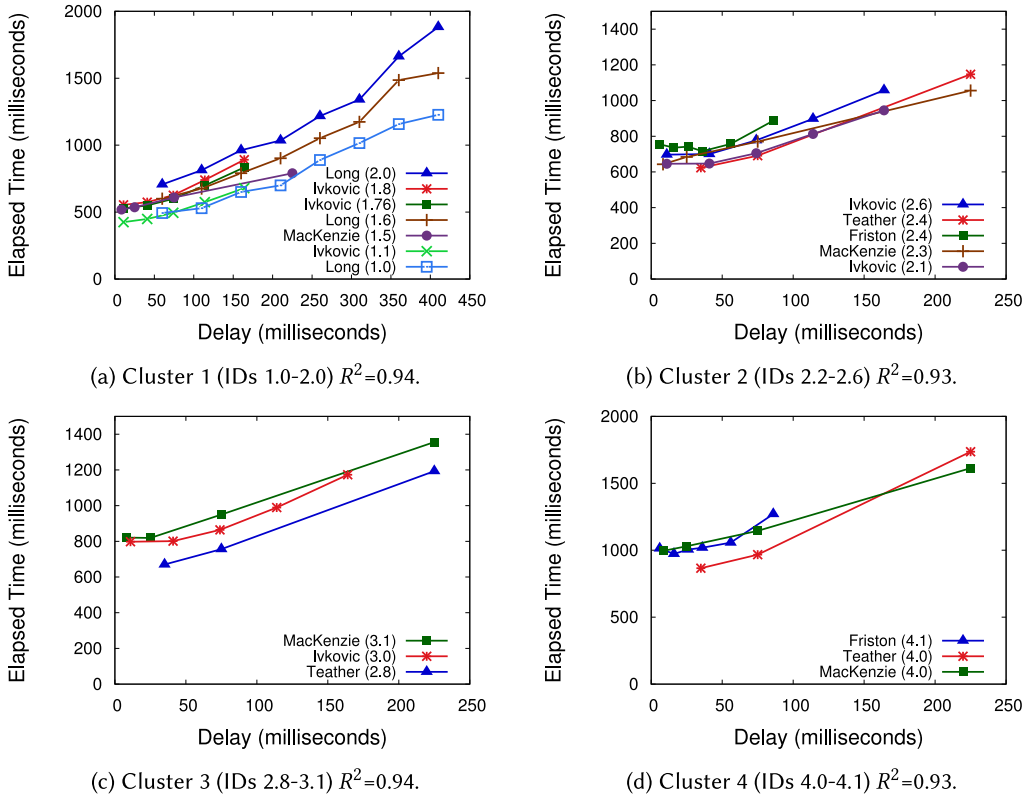 2000
1500
1000
500
0
Elapsed Time (milliseconds)
Long (2.0)
Ivkovic (1.8)
Ivkovic (1.76)
Long (1.6)
MacKenzie (1.5)
Ivkovic (1.1)
Long (1.0)
0 50 100 150 200 250 300 350 400 450
Delay (milliseconds)
(a) Cluster 1 (IDs 1.0-2.0) R²=0.94.
1400
1200
1000
800
600
400
200
0
Elapsed Time (milliseconds)
Ivkovic (2.6)
Teather (2.4)
Friston (2.4)
MacKenzie (2.3)
Ivkovic (2.1)
0 50 100 150 200 250
Delay (milliseconds)
(b) Cluster 2 (IDs 2.2-2.6) R²=0.93.
1400
1200
1000
800
600
400
200
0
Elapsed Time (milliseconds)
MacKenzie (3.1)
Ivkovic (3.0)
Teather (2.8)
0 50 100 150 200 250
Delay (milliseconds)
(c) Cluster 3 (IDs 2.8-3.1) R²=0.94.
2000
1500
1000
500
0
Elapsed Time (milliseconds)
Friston (4.1)
Teather (4.0)
MacKenzie (4.0)
0 50 100 150 200 250
Delay (milliseconds)
(d) Cluster 4 (IDs 4.0-4.1) R²=0.93.